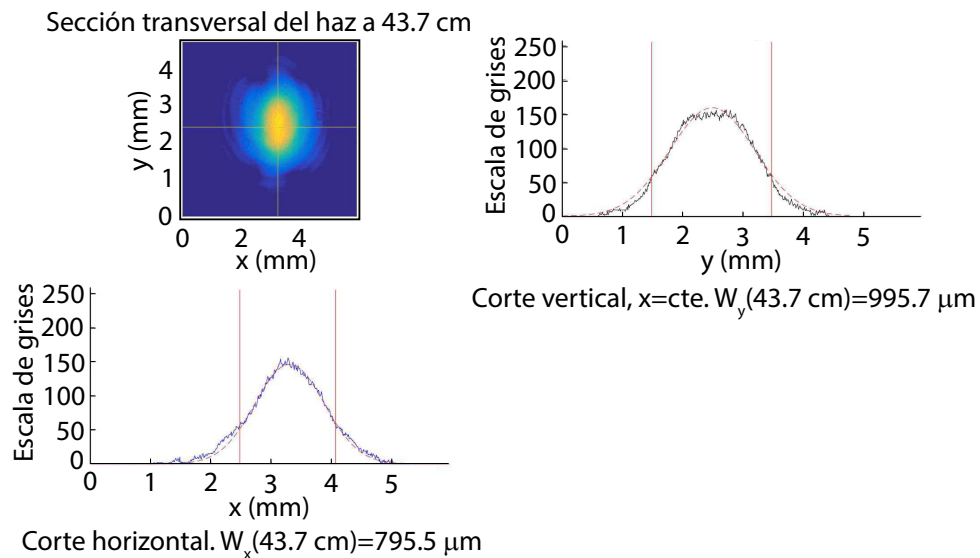 Sección transversal del haz a 43.7 cm
y (mm)
4
3
2
1
0
0 2 4
x (mm)
Escala de grises
250
200
150
100
50
0
0 1 2 3 4 5
y (mm)
Corte vertical, x=cte. Wy(43.7 cm)=995.7 μm
Escala de grises
250
200
150
100
50
0
0 1 2 3 4 5
x (mm)
Corte horizontal. Wx(43.7 cm)=795.5 μm